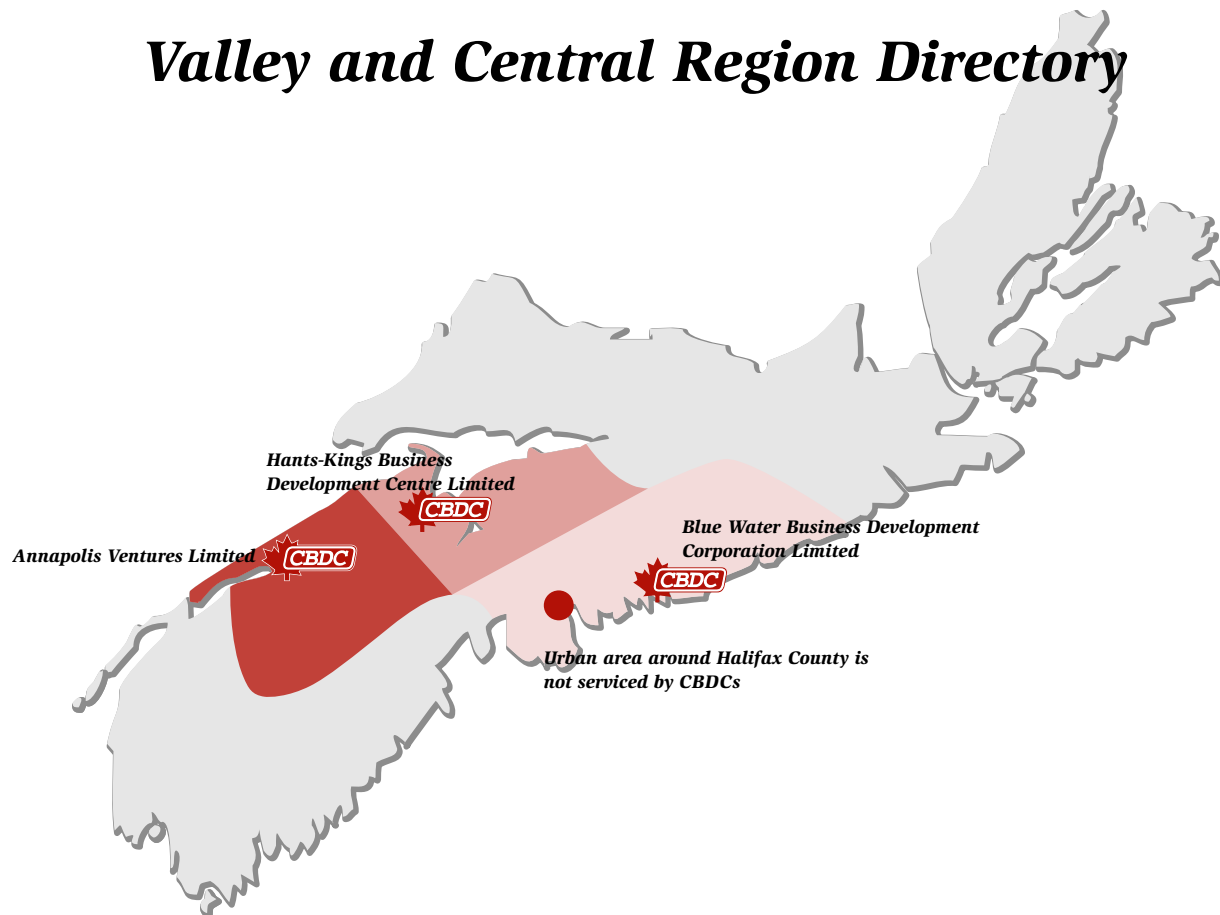 Valley and Central Region Directory
Hants-Kings Business
Development Centre Limited
CBDC
Annapolis Ventures Limited
CBDC
Blue Water Business Development
Corporation Limited
CBDC
Urban area around Halifax County is
not serviced by CBDCs